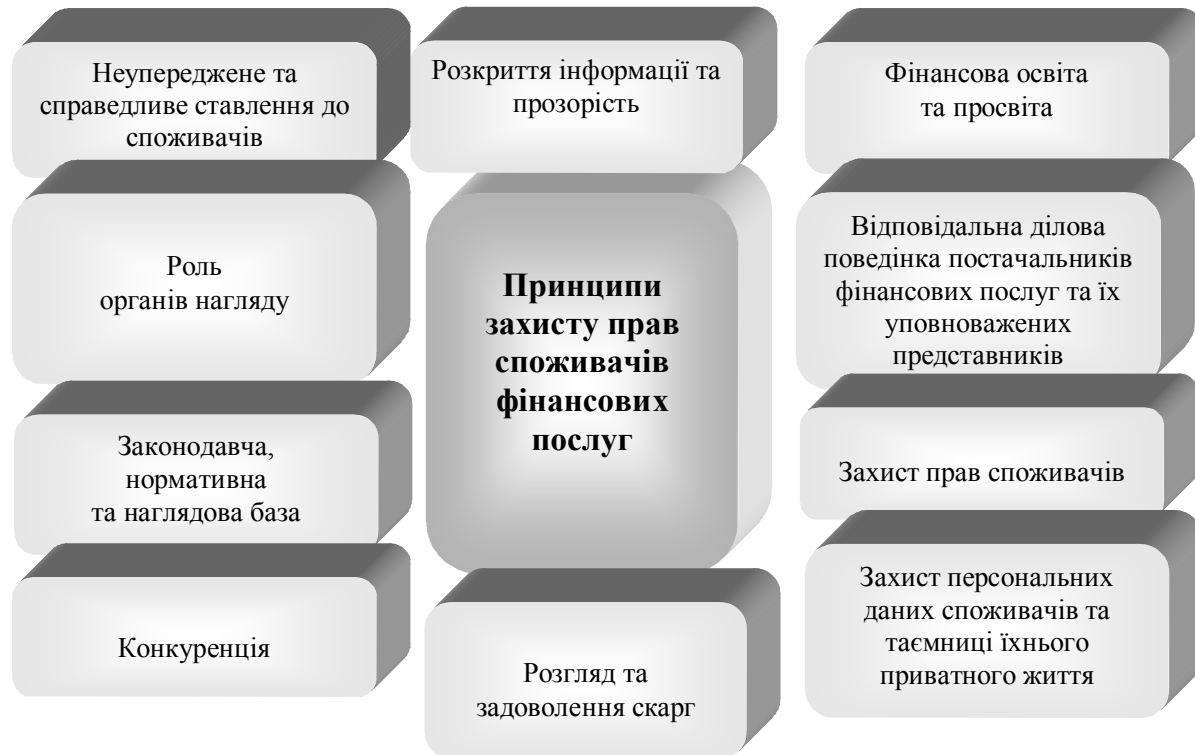 Неупереджене та
справедливе ставлення до
споживачів
Розкриття інформації та
прозорість
Фінансова освіта
та просвіта
Роль
органів нагляду
Принципи
захисту прав
споживачів
фінансових
послуг
Відповідальна ділова
поведінка постачальників
фінансових послуг та їх
уповноважених
представників
Законодавча,
нормативна
та наглядова база
Захист прав споживачів
Конкуренція
Розгляд та
задоволення скарг
Захист персональних
даних споживачів та
таємниці їхнього
приватного життя